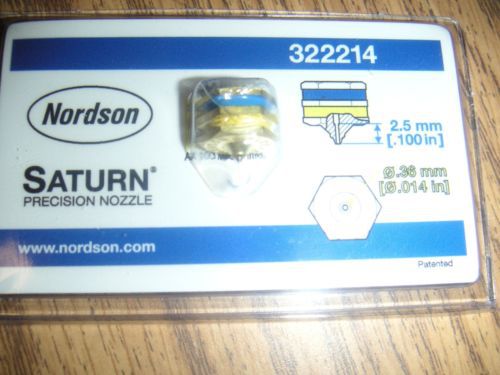 322214
Nordson
2.5 mm
[.100 in]
SATURN®
PRECISION NOZZLE
Ø.36 mm
[Ø.014 in]
www.nordson.com
Patented